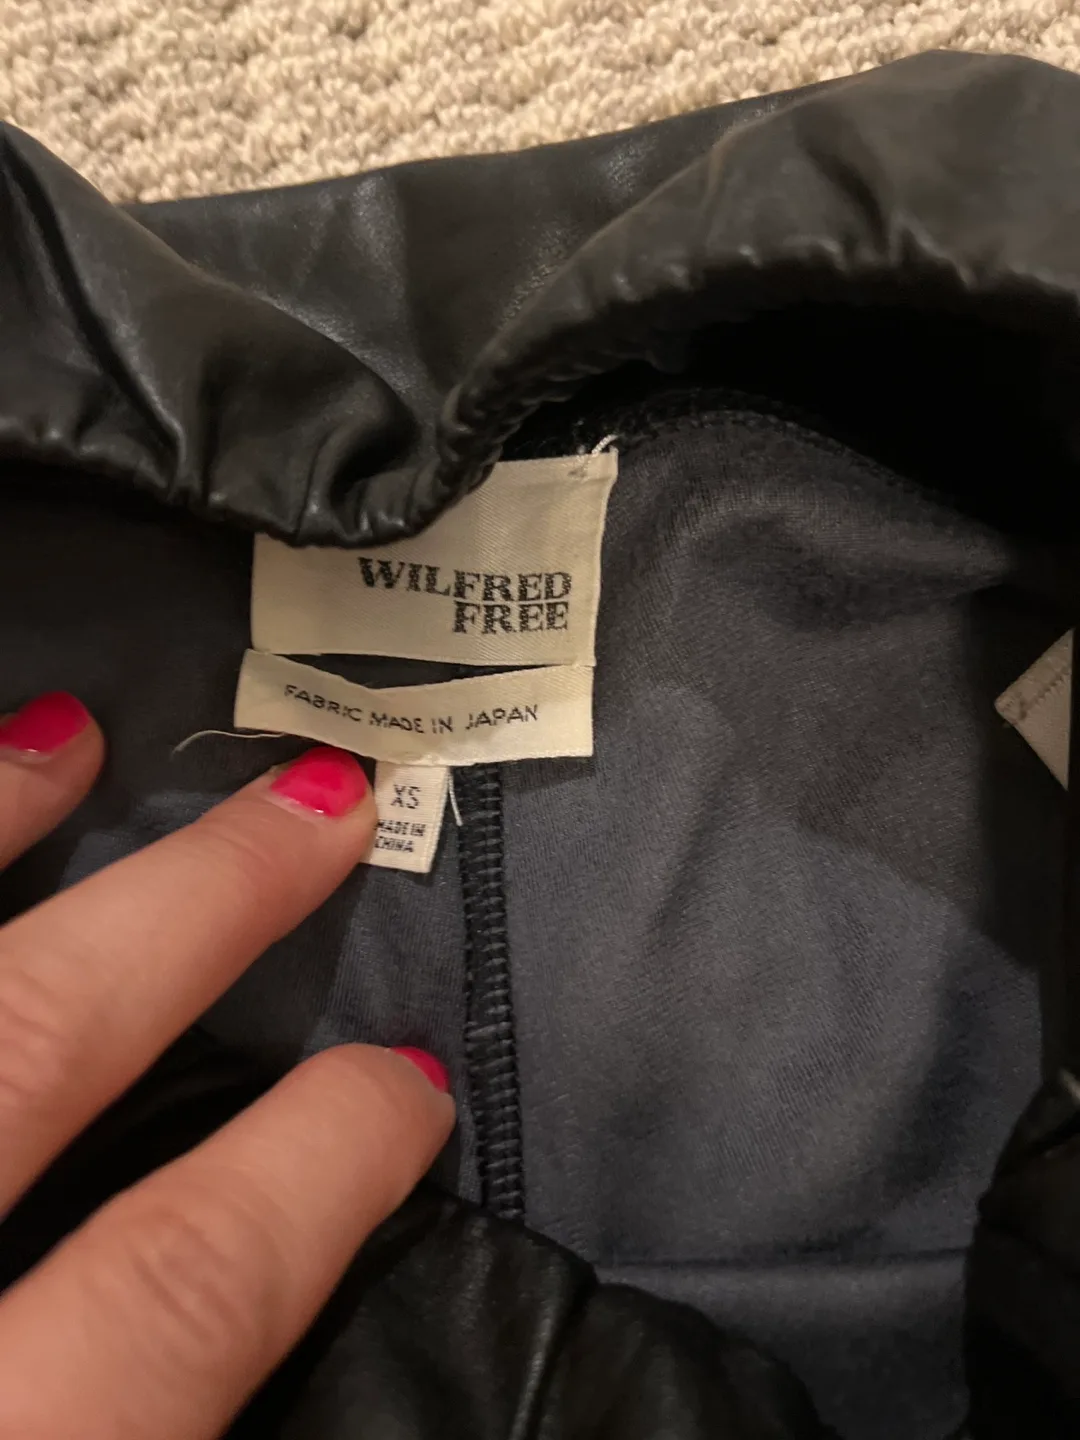 WILFRED
FREE
FABRIC MADE IN JAPAN
XS
MADE IN
CHINA